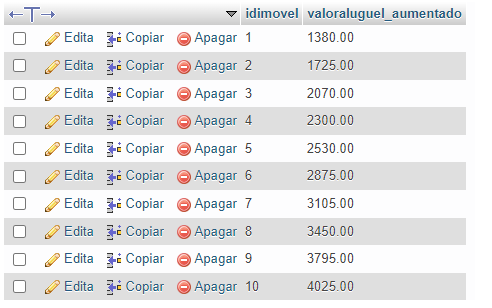 idimovel valoraluguel_aumentado
Edita Copiar Apagar 1 1380.00
Edita Copiar Apagar 2 1725.00
Edita Copiar Apagar 3 2070.00
Edita Copiar Apagar 4 2300.00
Edita Copiar Apagar 5 2530.00
Edita Copiar Apagar 6 2875.00
Edita Copiar Apagar 7 3105.00
Edita Copiar Apagar 8 3450.00
Edita Copiar Apagar 9 3795.00
Edita Copiar Apagar 10 4025.00